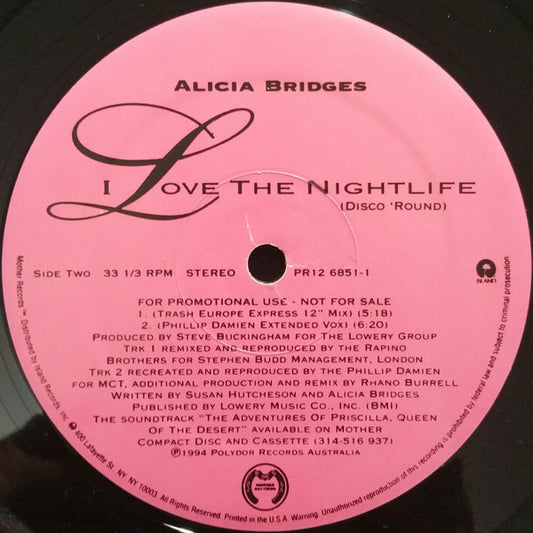 ALICIA BRIDGES
I LOVE THE NIGHTLIFE
(DISCO 'ROUND)
SIDE TWO 33 1/3 RPM STEREO PR12 6851-1
ISLAND
FOR PROMOTIONAL USE - NOT FOR SALE
1. (TRASH EUROPE EXPRESS 12" MIX) (5:18)
2. (PHILLIP DAMIEN EXTENDED VOX) (6:20)
PRODUCED BY STEVE BUCKINGHAM FOR THE LOWERY GROUP
TRK 1 REMIXED AND REPRODUCED BY THE RAPINO
BROTHERS FOR STEPHEN BUDD MANAGEMENT, LONDON
TRK 2 RECREATED AND REPRODUCED BY THE PHILLIP DAMIEN
FOR MCT, ADDITIONAL PRODUCTION AND REMIX BY RHANO BURRELL
WRITTEN BY SUSAN HUTCHESON AND ALICIA BRIDGES
PUBLISHED BY LOWERY MUSIC CO., INC. (BMI)
THE SOUNDTRACK "THE ADVENTURES OF PRISCILLA, QUEEN
OF THE DESERT" AVAILABLE ON MOTHER
COMPACT DISC AND CASSETTE (314-516 937)
℗1994 POLYDOR RECORDS AUSTRALIA
MOTHER
RECORDS
Mother Records ™. Distributed by Island Records, Inc. 400 Lafayette St. NY, NY 10003. All Rights Reserved. Printed in the U.S.A. Warning. Unauthorized reproduction of this recording is prohibited by federal law and subject to criminal prosecution.